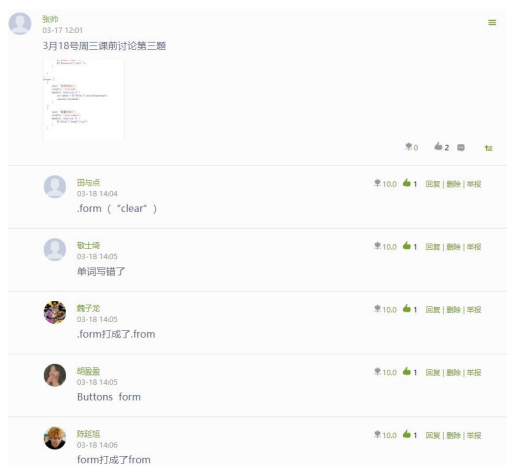 张帅
03-17 12:01
3月18号周三课前讨论第三题
0 2
田与点
03-18 14:04
10.0 1 回复 | 删除 | 举报
.form (“clear”)
敬士琦
03-18 14:05
10.0 1 回复 | 删除 | 举报
单词写错了
魏子龙
03-18 14:05
10.0 1 回复 | 删除 | 举报
.form打成了.from
胡盈盈
03-18 14:05
10.0 1 回复 | 删除 | 举报
Buttons form
陈延旭
03-18 14:06
10.0 1 回复 | 删除 | 举报
form打成了from